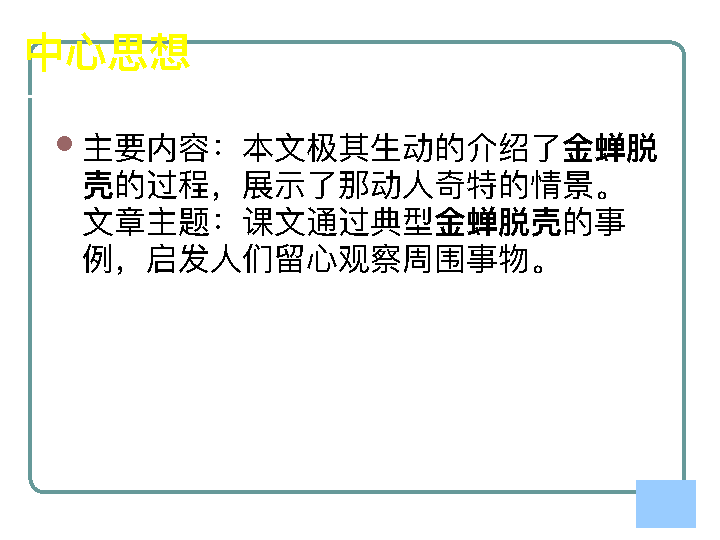 中心思想
主要内容：本文极其生动的介绍了金蝉脱
壳的过程，展示了那动人奇特的情景。
文章主题：课文通过典型金蝉脱壳的事
例，启发人们留心观察周围事物。